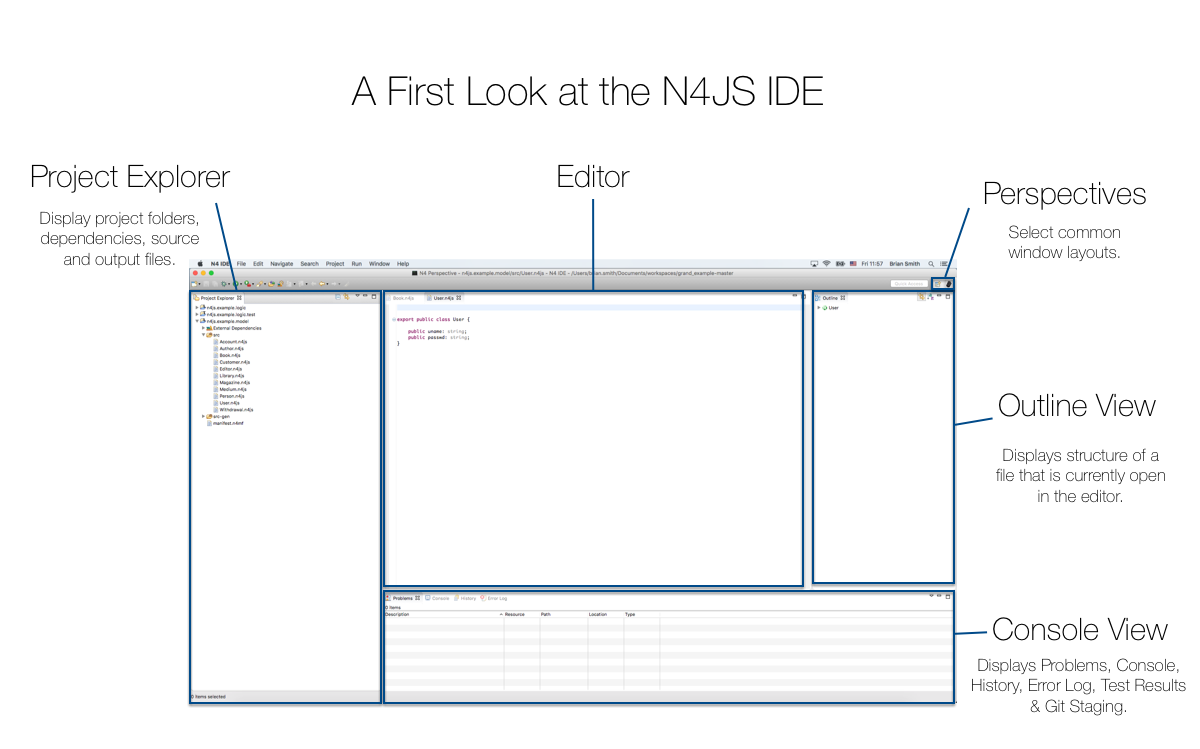 A First Look at the N4JS IDE
Project Explorer
Display project folders,
dependencies, source
and output files.
Editor
Perspectives
Select common
window layouts.
N4 IDE File Edit Navigate Search Project Run Window Help
Fri 11:57 Brian Smith
N4 Perspective - n4js.example.model/src/User.n4js - N4 IDE - /Users/brian.smith/Documents/workspaces/grand_example-master
Quick Access
Project Explorer
n4js.example.logic
n4js.example.logic.test
n4js.example.model
External Dependencies
src
Account.n4js
Author.n4js
Book.n4js
Customer.n4js
Editor.n4js
Library.n4js
Magazine.n4js
Medium.n4js
Person.n4js
User.n4js
Withdrawal.n4js
src-gen
manifest.n4mf
0 items selected
Book.n4js User.n4js
export public class User {
public uname: string;
public passwd: string;
}
Outline
User
Outline View
Displays structure of a
file that is currently open
in the editor.
Problems Console History Error Log
0 items
Description Resource Path Location Type
Console View
Displays Problems, Console,
History, Error Log, Test Results
& Git Staging.